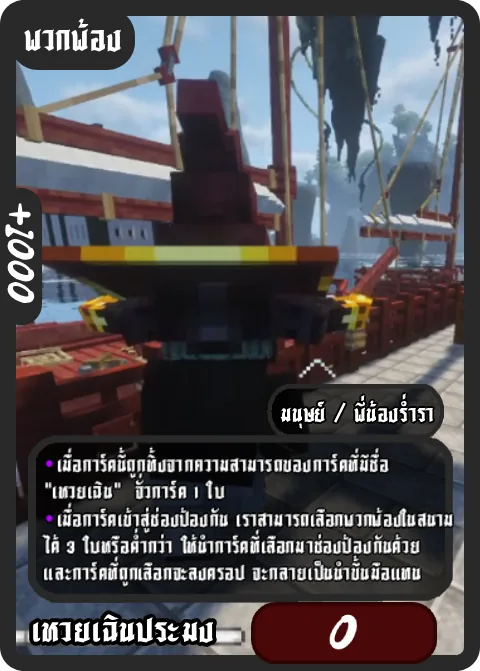 พวกพ้อง
+1000
มนุษย์ / พี่น้องร่ำรา
• เมื่อการ์ดนี้ถูกทิ้งจากความสามารถของการ์ดที่มีชื่อ
"เหวยเฉิน" จั่วการ์ด 1 ใบ
• เมื่อการ์ดเข้าสู่ช่องป้องกัน เราสามารถเลือกพวกพ้องในสนาม
ได้ 3 ใบหรือต่ำกว่า ให้นำการ์ดที่เลือกมาช่องป้องกันด้วย
และการ์ดที่ถูกเลือกจะลงดรอป จะกลายเป็นนำขึ้นมือแทน
เหวยเฉินประมง
0